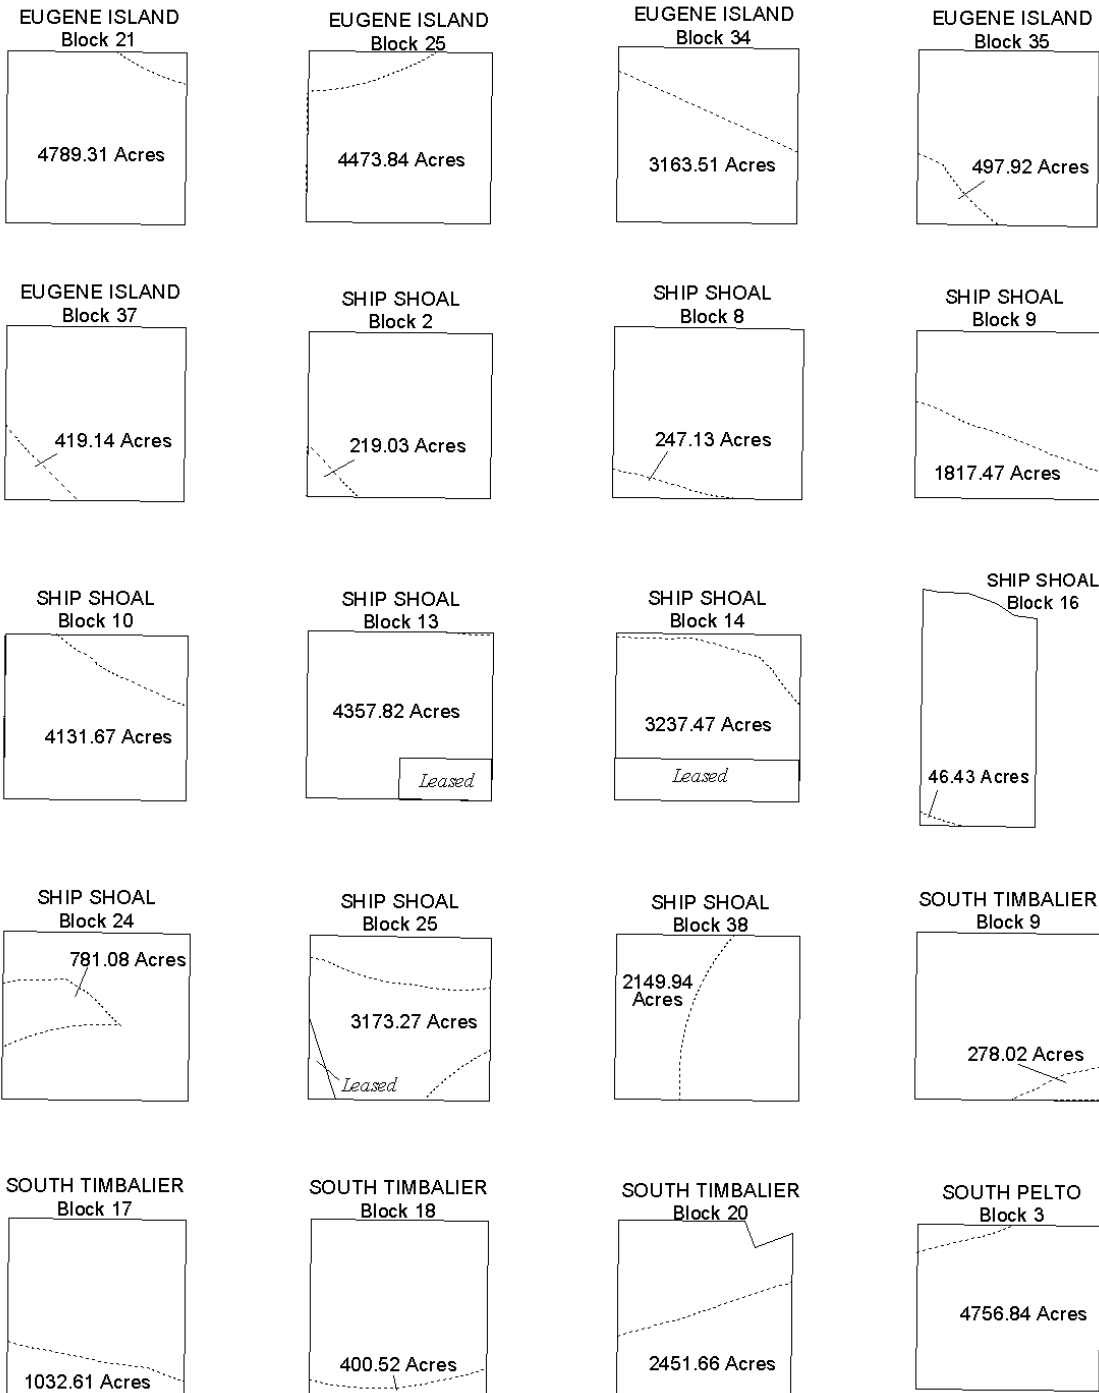 EUGENE ISLAND
Block 21
4789.31 Acres
EUGENE ISLAND
Block 25
4473.84 Acres
EUGENE ISLAND
Block 34
3163.51 Acres
EUGENE ISLAND
Block 35
497.92 Acres
EUGENE ISLAND
Block 37
419.14 Acres
SHIP SHOAL
Block 2
219.03 Acres
SHIP SHOAL
Block 8
247.13 Acres
SHIP SHOAL
Block 9
1817.47 Acres
SHIP SHOAL
Block 10
4131.67 Acres
SHIP SHOAL
Block 13
4357.82 Acres
Leased
SHIP SHOAL
Block 14
3237.47 Acres
Leased
SHIP SHOAL
Block 16
46.43 Acres
SHIP SHOAL
Block 24
781.08 Acres
SHIP SHOAL
Block 25
3173.27 Acres
Leased
SHIP SHOAL
Block 38
2149.94
Acres
SOUTH TIMBALIER
Block 9
278.02 Acres
SOUTH TIMBALIER
Block 17
1032.61 Acres
SOUTH TIMBALIER
Block 18
400.52 Acres
SOUTH TIMBALIER
Block 20
2451.66 Acres
SOUTH PELTO
Block 3
4756.84 Acres